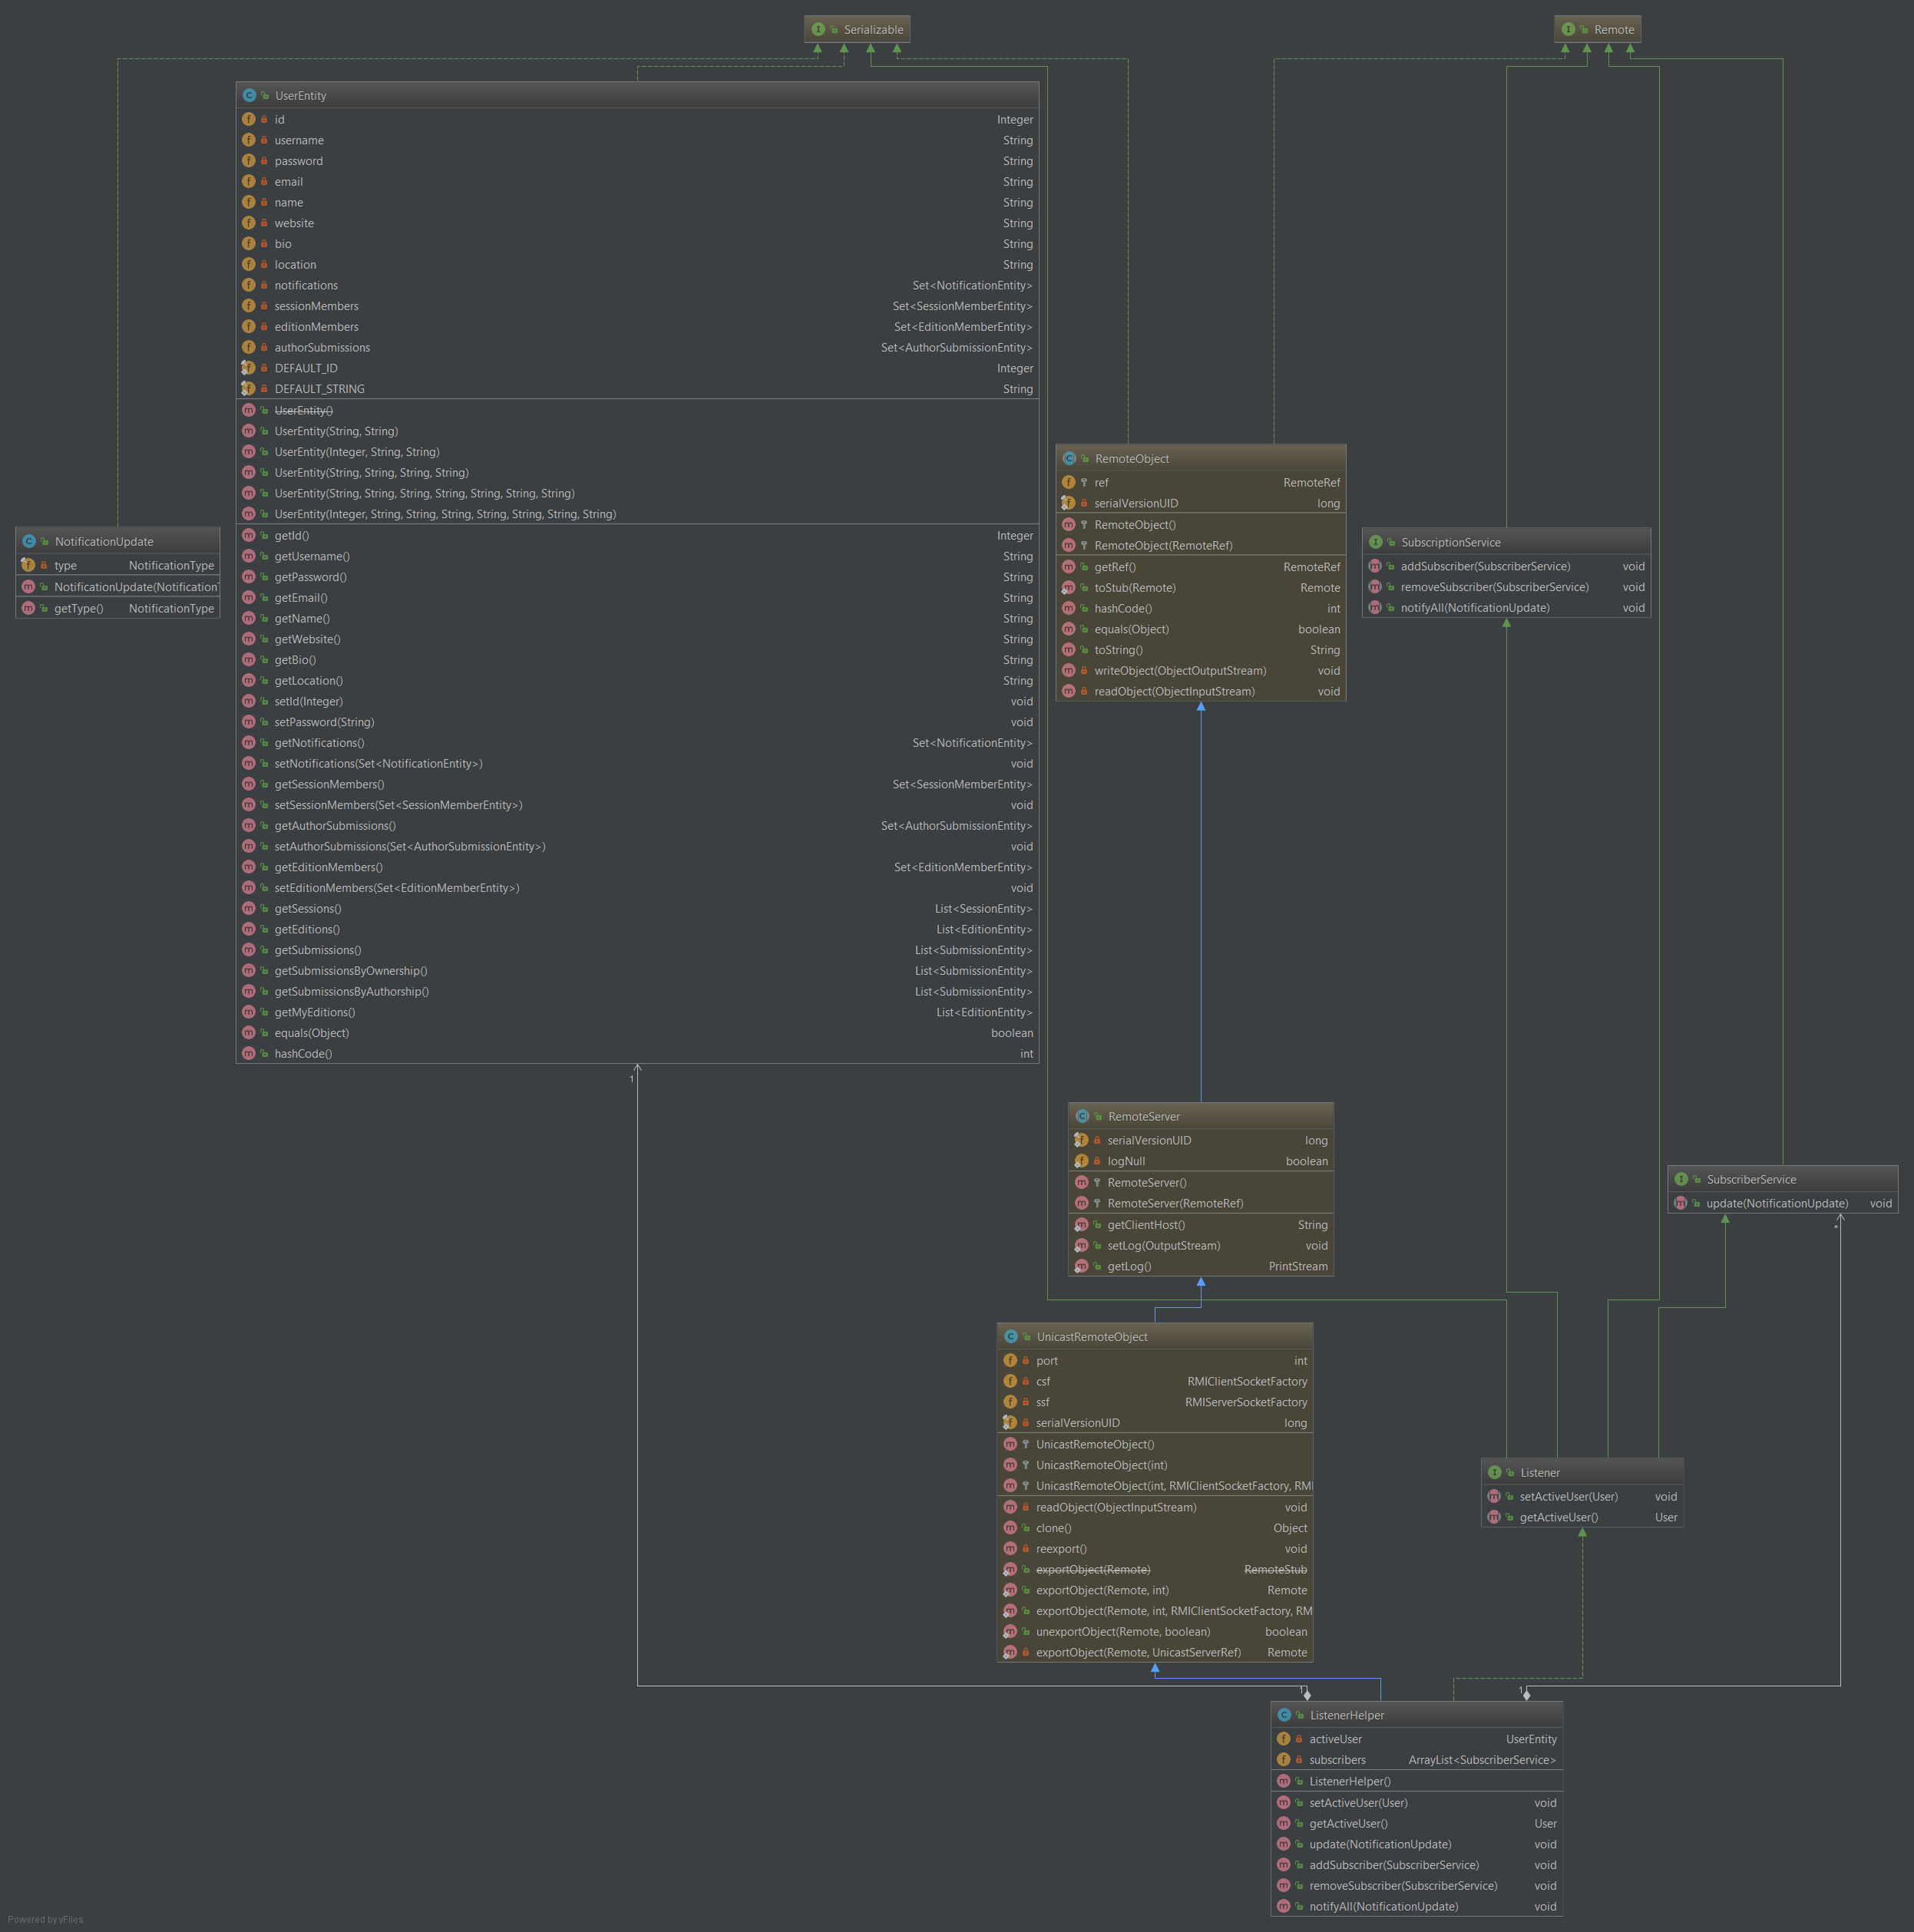 Serializable
Remote
UserEntity
id Integer
username String
password String
email String
name String
website String
bio String
location String
notifications Set<NotificationEntity>
sessionMembers Set<SessionMemberEntity>
editionMembers Set<EditionMemberEntity>
authorSubmissions Set<AuthorSubmissionEntity>
DEFAULT_ID Integer
DEFAULT_STRING String
UserEntity()
UserEntity(String, String)
UserEntity(Integer, String, String)
UserEntity(String, String, String, String)
UserEntity(String, String, String, String, String, String, String)
UserEntity(Integer, String, String, String, String, String, String, String)
getId() Integer
getUsername() String
getPassword() String
getEmail() String
getName() String
getWebsite() String
getBio() String
getLocation() String
setId(Integer) void
setPassword(String) void
getNotifications() Set<NotificationEntity>
setNotifications(Set<NotificationEntity>) void
getSessionMembers() Set<SessionMemberEntity>
setSessionMembers(Set<SessionMemberEntity>) void
getAuthorSubmissions() Set<AuthorSubmissionEntity>
setAuthorSubmissions(Set<AuthorSubmissionEntity>) void
getEditionMembers() Set<EditionMemberEntity>
setEditionMembers(Set<EditionMemberEntity>) void
getSessions() List<SessionEntity>
getEditions() List<EditionEntity>
getSubmissions() List<SubmissionEntity>
getSubmissionsByOwnership() List<SubmissionEntity>
getSubmissionsByAuthorship() List<SubmissionEntity>
getMyEditions() List<EditionEntity>
equals(Object) boolean
hashCode() int
1
NotificationUpdate
type NotificationType
NotificationUpdate(Notification
getType() NotificationType
RemoteObject
ref RemoteRef
serialVersionUID long
RemoteObject()
RemoteObject(RemoteRef)
getRef() RemoteRef
toStub(Remote) Remote
hashCode() int
equals(Object) boolean
toString() String
writeObject(ObjectOutputStream) void
readObject(ObjectInputStream) void
SubscriptionService
addSubscriber(SubscriberService) void
removeSubscriber(SubscriberService) void
notifyAll(NotificationUpdate) void
RemoteServer
serialVersionUID long
logNull boolean
RemoteServer()
RemoteServer(RemoteRef)
getClientHost() String
setLog(OutputStream) void
getLog() PrintStream
SubscriberService
update(NotificationUpdate) void
*
UnicastRemoteObject
port int
csf RMIClientSocketFactory
ssf RMIServerSocketFactory
serialVersionUID long
UnicastRemoteObject()
UnicastRemoteObject(int)
UnicastRemoteObject(int, RMIClientSocketFactory, RMI
readObject(ObjectInputStream) void
clone() Object
reexport() void
exportObject(Remote) RemoteStub
exportObject(Remote, int) Remote
exportObject(Remote, int, RMIClientSocketFactory, RM
unexportObject(Remote, boolean) boolean
exportObject(Remote, UnicastServerRef) Remote
Listener
setActiveUser(User) void
getActiveUser() User
1
1
ListenerHelper
activeUser UserEntity
subscribers ArrayList<SubscriberService>
ListenerHelper()
setActiveUser(User) void
getActiveUser() User
update(NotificationUpdate) void
addSubscriber(SubscriberService) void
removeSubscriber(SubscriberService) void
notifyAll(NotificationUpdate) void
Powered by yFiles